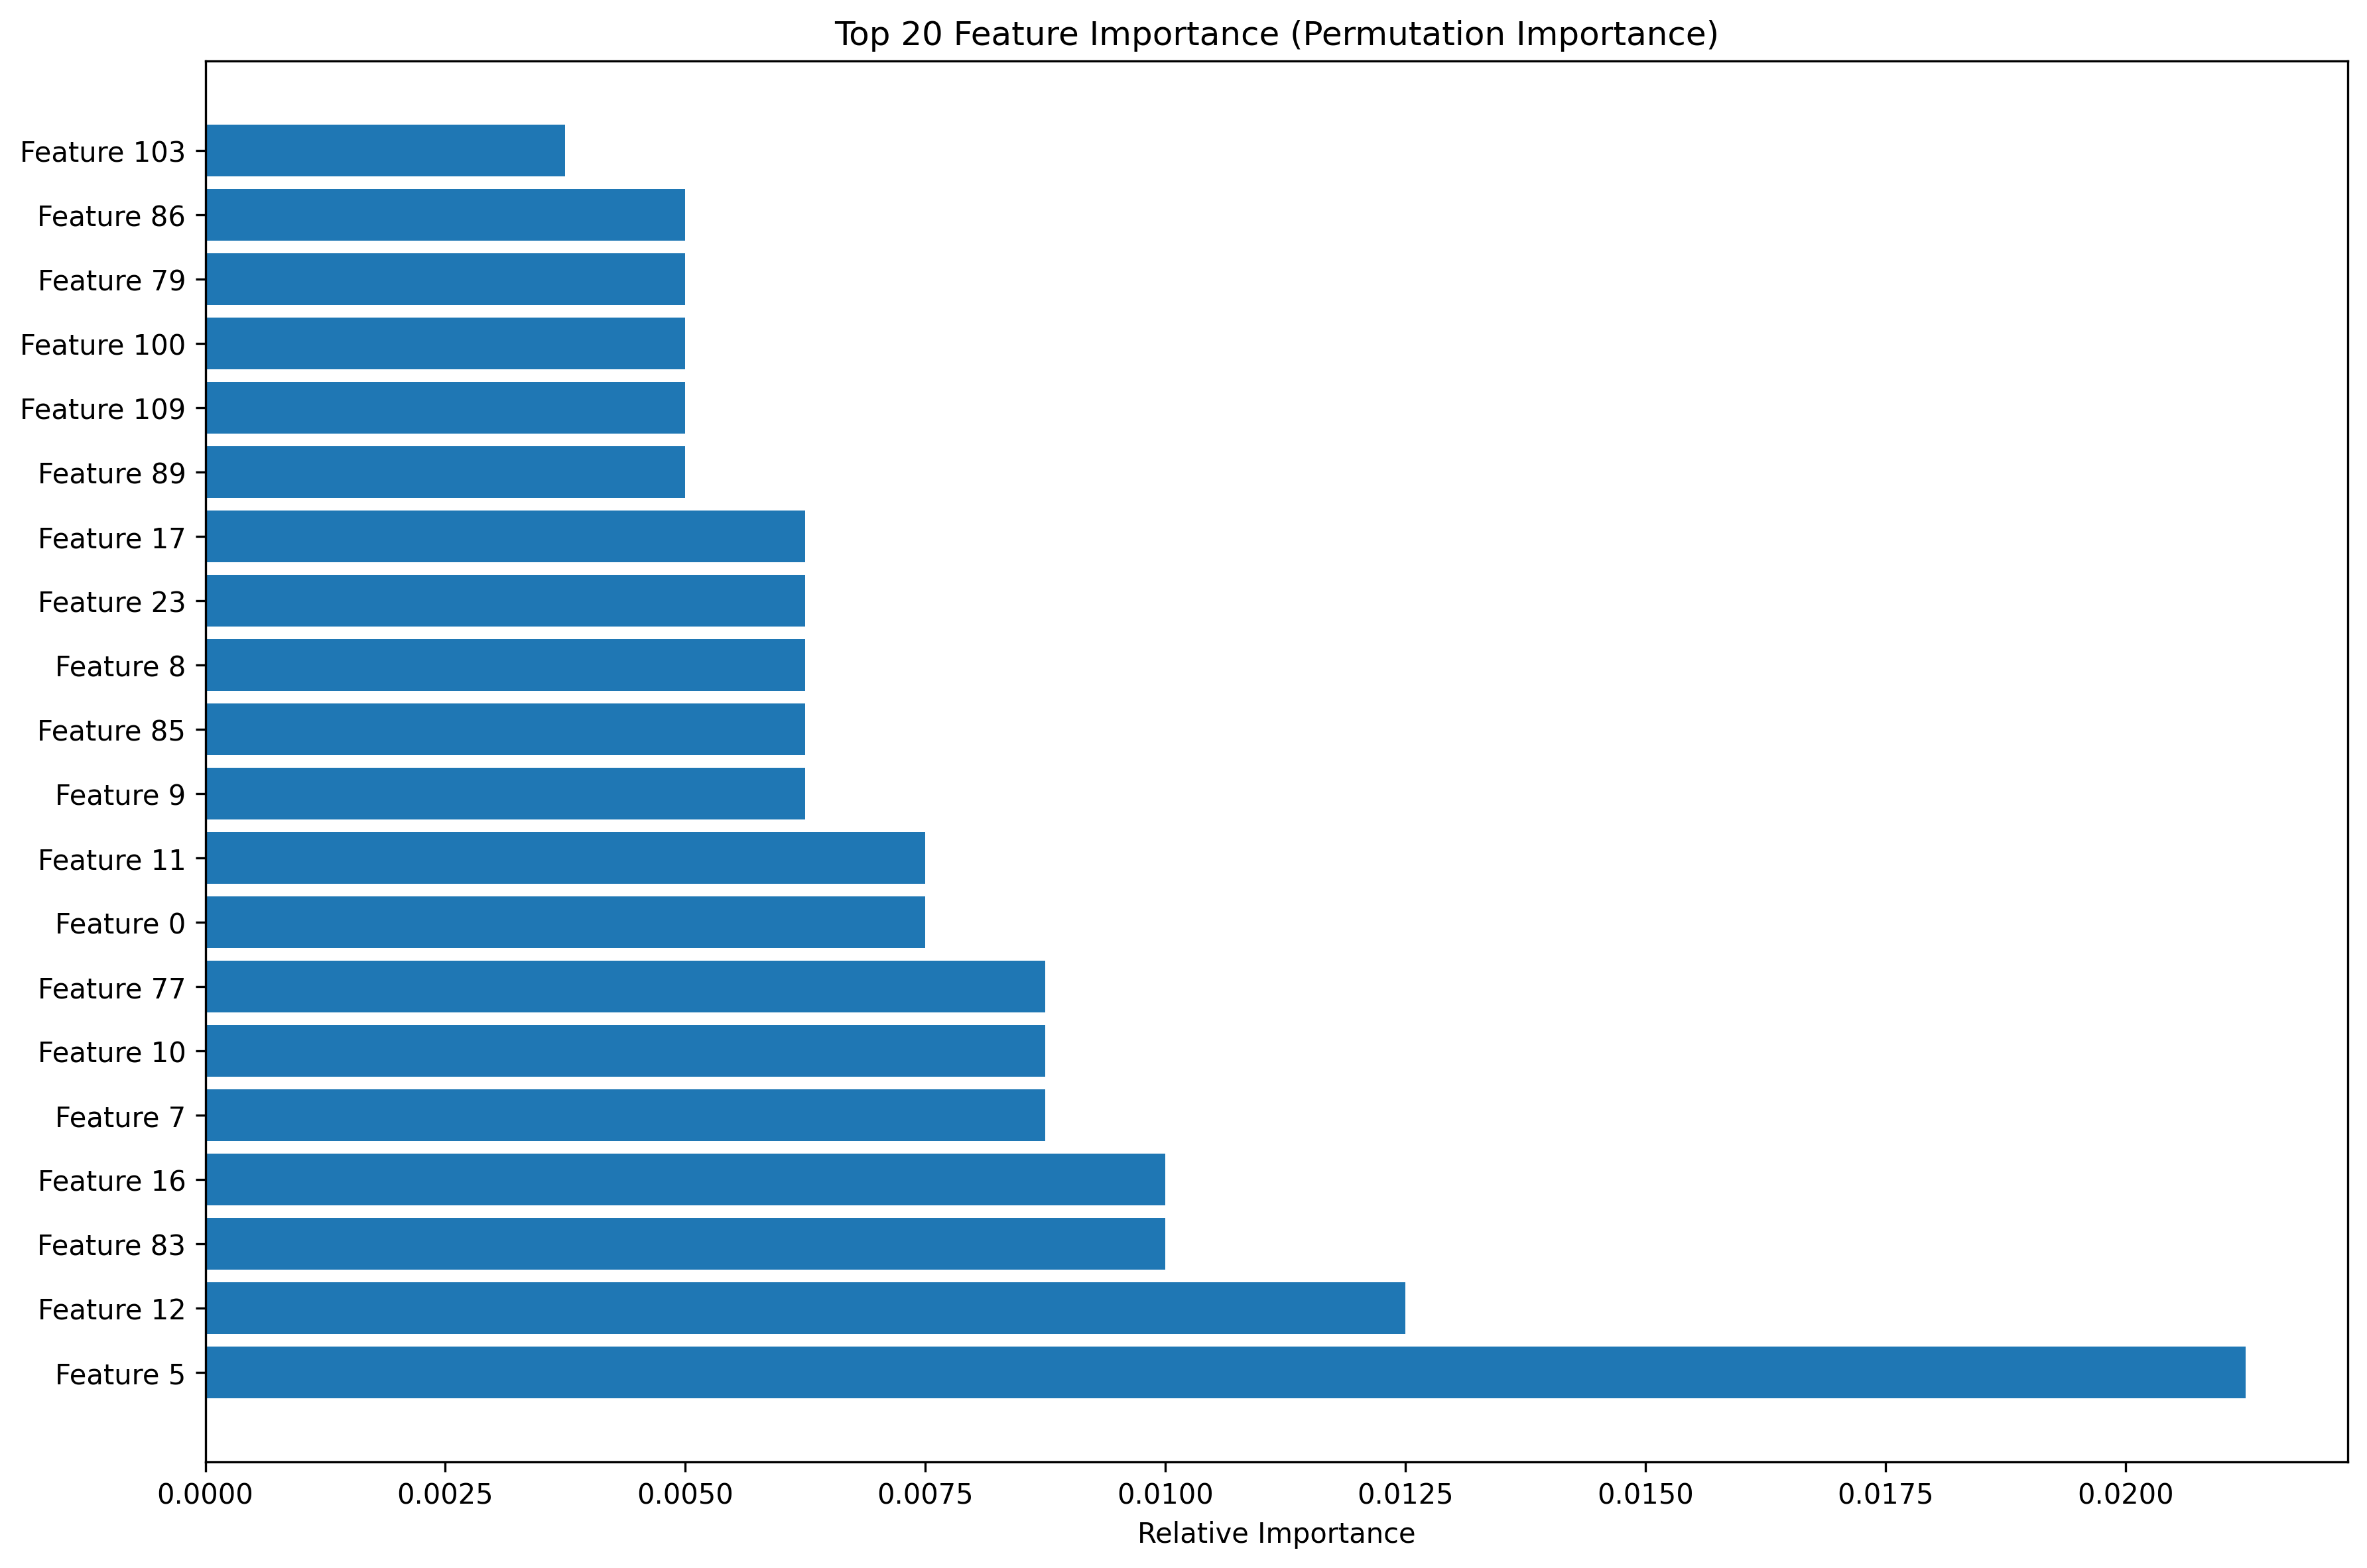 Top 20 Feature Importance (Permutation Importance)
Feature 103
Feature 86
Feature 79
Feature 100
Feature 109
Feature 89
Feature 17
Feature 23
Feature 8
Feature 85
Feature 9
Feature 11
Feature 0
Feature 77
Feature 10
Feature 7
Feature 16
Feature 83
Feature 12
Feature 5
0.0000 0.0025 0.0050 0.0075 0.0100 0.0125 0.0150 0.0175 0.0200
Relative Importance